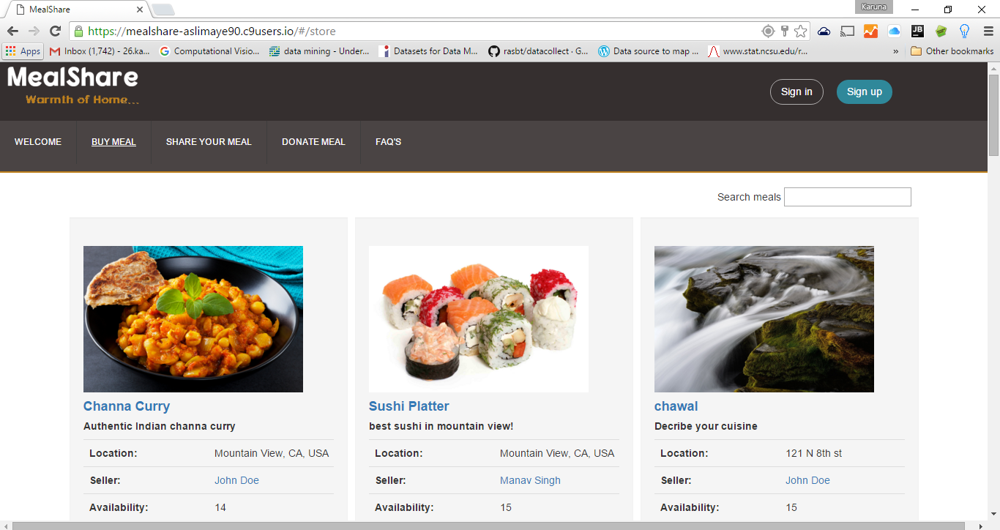 MealShare
Karuna
https://mealshare-aslimaye90.c9users.io/#/store
Apps
Inbox (1,742) - 26.ka...
Computational Visio...
data mining - Under...
Datasets for Data M...
rasbt/datacollect · G...
Data source to map ...
www.stat.ncsu.edu/r...
»
Other bookmarks
JB
MealShare
Warmth of Home...
Sign in
Sign up
WELCOME
BUY MEAL
SHARE YOUR MEAL
DONATE MEAL
FAQ'S
Search meals
Channa Curry
Authentic Indian channa curry
Location: Mountain View, CA, USA
Seller: John Doe
Availability: 14
Sushi Platter
best sushi in mountain view!
Location: Mountain View, CA, USA
Seller: Manav Singh
Availability: 15
chawal
Decribe your cuisine
Location: 121 N 8th st
Seller: John Doe
Availability: 15